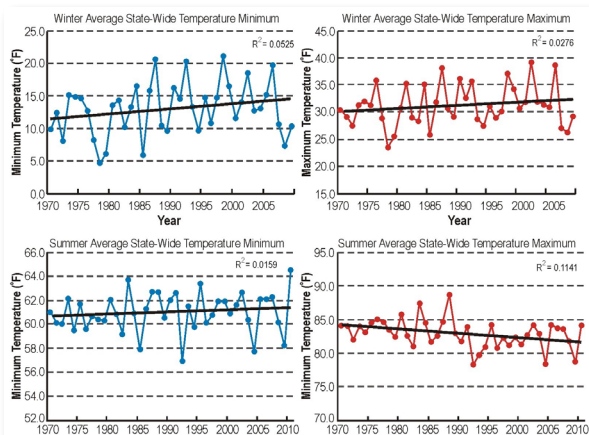 Winter Average State-Wide Temperature Minimum
R² = 0.0525
Minimum Temperature (°F)
25.0
20.0
15.0
10.0
5.0
0.0
1970 1975 1980 1985 1990 1995 2000 2005
Year
Winter Average State-Wide Temperature Maximum
R² = 0.0276
Maximum Temperature (°F)
45.0
40.0
35.0
30.0
25.0
20.0
15.0
1970 1975 1980 1985 1990 1995 2000 2005
Year
Summer Average State-Wide Temperature Minimum
R² = 0.0159
Minimum Temperature (°F)
66.0
64.0
62.0
60.0
58.0
56.0
54.0
52.0
1970 1975 1980 1985 1990 1995 2000 2005 2010
Summer Average State-Wide Temperature Maximum
R² = 0.1141
Minimum Temperature (°F)
95.0
90.0
85.0
80.0
75.0
70.0
1970 1975 1980 1985 1990 1995 2000 2005 2010